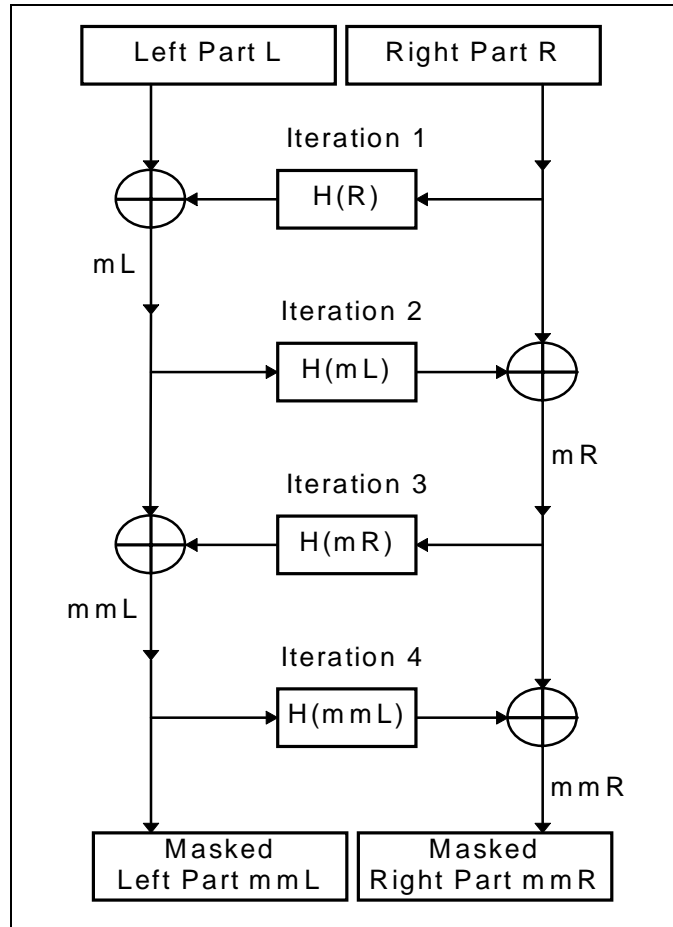 Left Part L
Right Part R
Iteration 1
H(R)
mL
Iteration 2
H(mL)
mR
Iteration 3
H(mR)
mmL
Iteration 4
H(mmL)
mmR
Masked
Left Part mmL
Masked
Right Part mmR